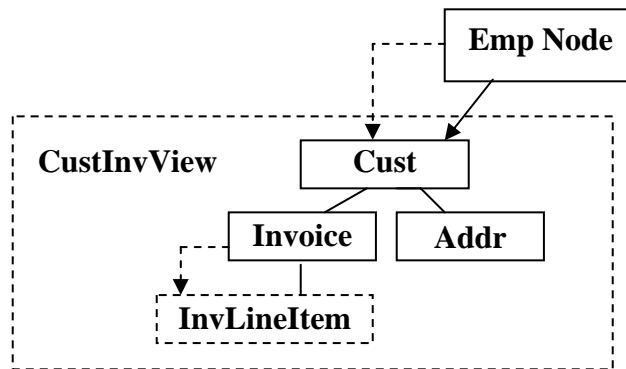 Emp Node
CustInvView
Cust
Invoice
Addr
InvLineItem